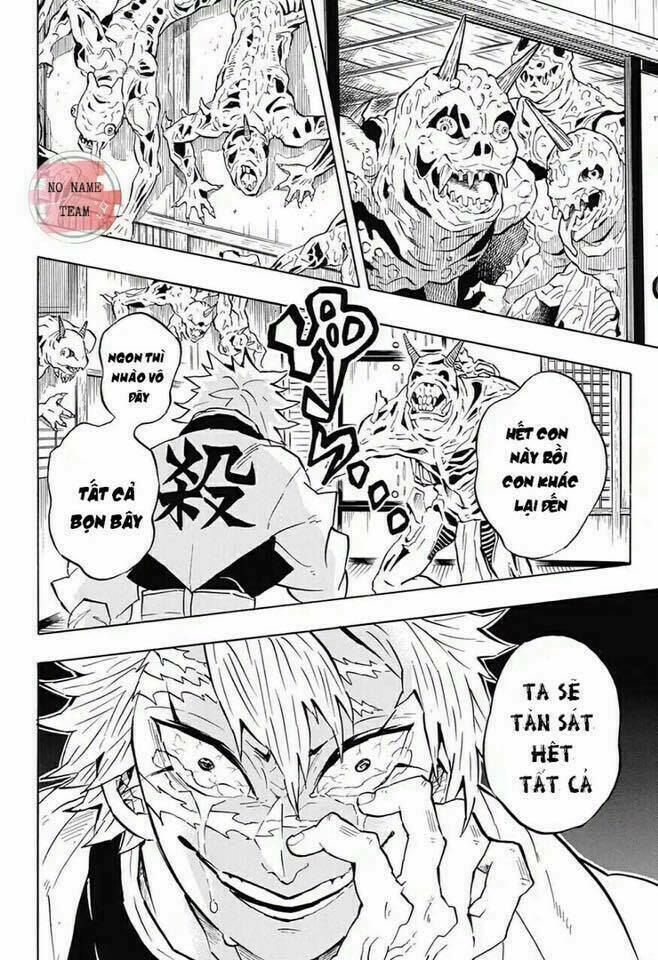 NO NAME
TEAM
HẾT CON
NÀY RỒI
CON KHÁC
LẠI ĐẾN
NGON THÌ
NHÀO VÔ
ĐÂY
TẤT CẢ
BỌN BÂY
殺
TA SẼ
TÀN SÁT
HẾT
TẤT CẢ